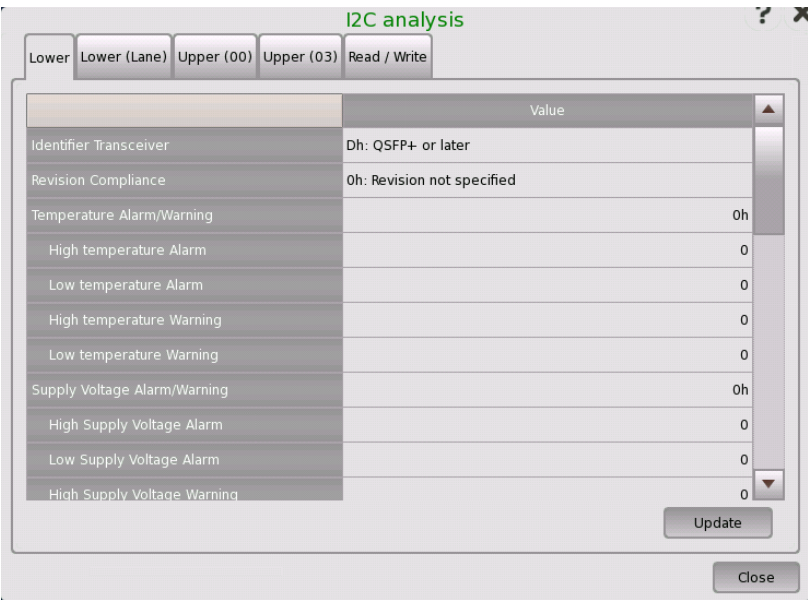 I2C analysis ? X
Lower Lower (Lane) Upper (00) Upper (03) Read / Write
Value
Identifier Transceiver Dh: QSFP+ or later
Revision Compliance 0h: Revision not specified
Temperature Alarm/Warning 0h
High temperature Alarm 0
Low temperature Alarm 0
High temperature Warning 0
Low temperature Warning 0
Supply Voltage Alarm/Warning 0h
High Supply Voltage Alarm 0
Low Supply Voltage Alarm 0
High Supply Voltage Warning 0
Update
Close